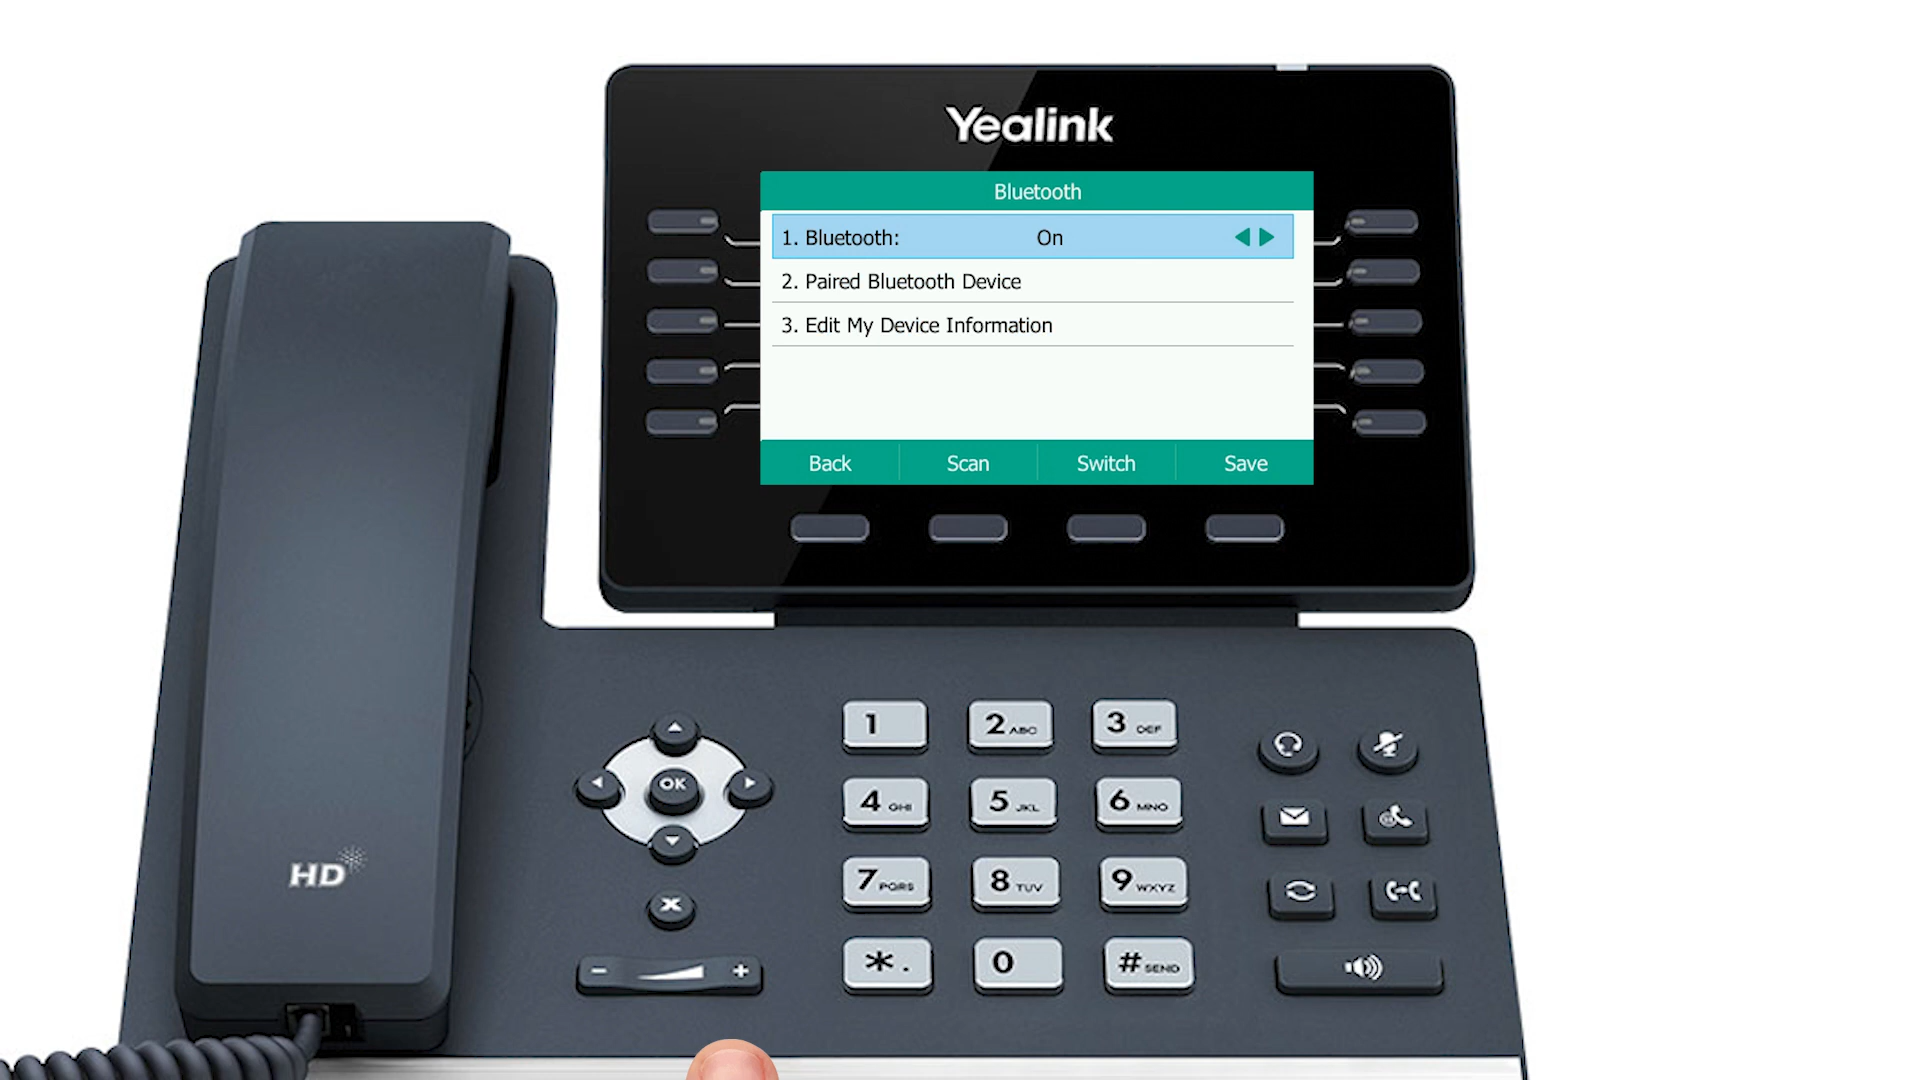 Yealink
Bluetooth
1. Bluetooth: On
2. Paired Bluetooth Device
3. Edit My Device Information
Back Scan Switch Save
1 2 ABC 3 DEF
OK
4 GHI 5 JKL 6 MNO
HD
7 PQRS 8 TUV 9 WXYZ
* . 0 # SEND
- +